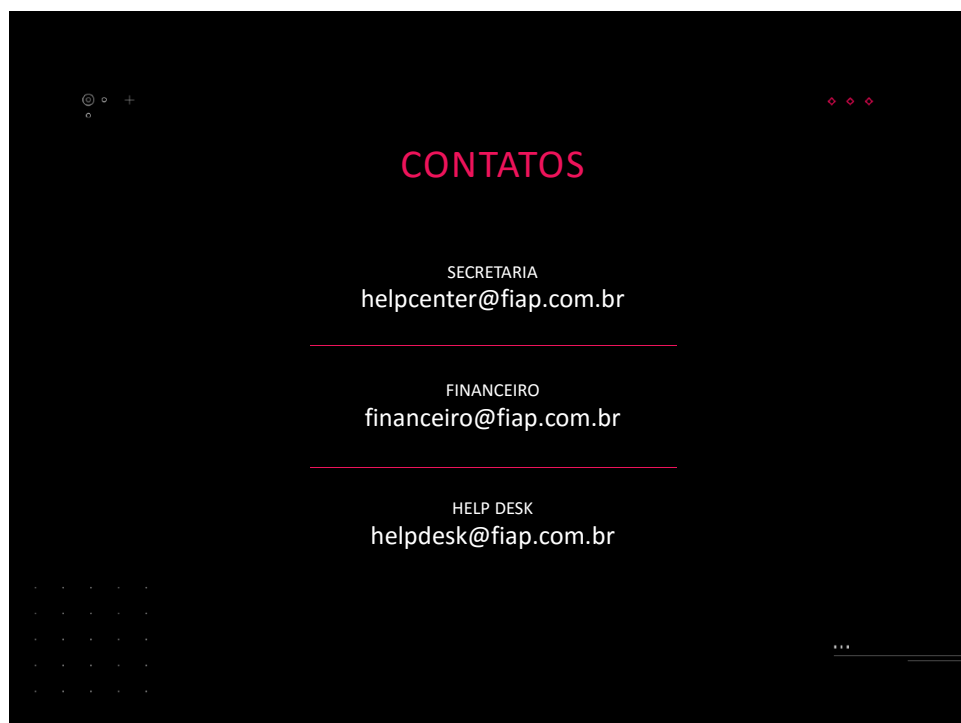 CONTATOS
SECRETARIA
helpcenter@fiap.com.br
FINANCEIRO
financeiro@fiap.com.br
HELP DESK
helpdesk@fiap.com.br